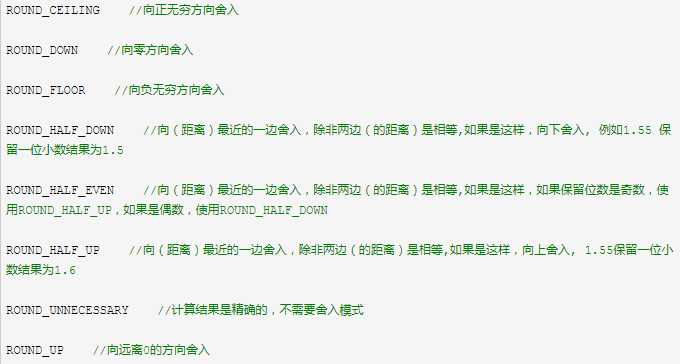 ROUND_CEILING    //向正无穷方向舍入
ROUND_DOWN    //向零方向舍入
ROUND_FLOOR    //向负无穷方向舍入
ROUND_HALF_DOWN    //向（距离）最近的一边舍入，除非两边（的距离）是相等,如果是这样，向下舍入, 例如1.55 保
留一位小数结果为1.5
ROUND_HALF_EVEN    //向（距离）最近的一边舍入，除非两边（的距离）是相等,如果是这样，如果保留位数是奇数，使
用ROUND_HALF_UP，如果是偶数，使用ROUND_HALF_DOWN
ROUND_HALF_UP    //向（距离）最近的一边舍入，除非两边（的距离）是相等,如果是这样，向上舍入, 1.55保留一位小
数结果为1.6
ROUND_UNNECESSARY    //计算结果是精确的，不需要舍入模式
ROUND_UP    //向远离0的方向舍入